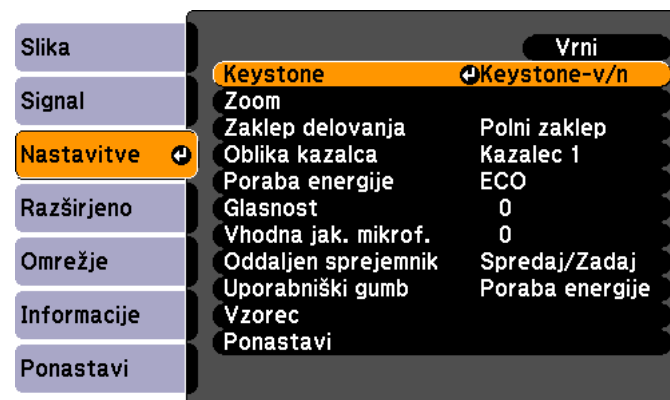 Slika
Signal
Nastavitve
Razširjeno
Omrežje
Informacije
Ponastavi
Vrni
Keystone Keystone-v/n
Zoom
Zaklep delovanja Polni zaklep
Oblika kazalca Kazalec 1
Poraba energije ECO
Glasnost 0
Vhodna jak. mikrof. 0
Oddaljen sprejemnik Spredaj/Zadaj
Uporabniški gumb Poraba energije
Vzorec
Ponastavi